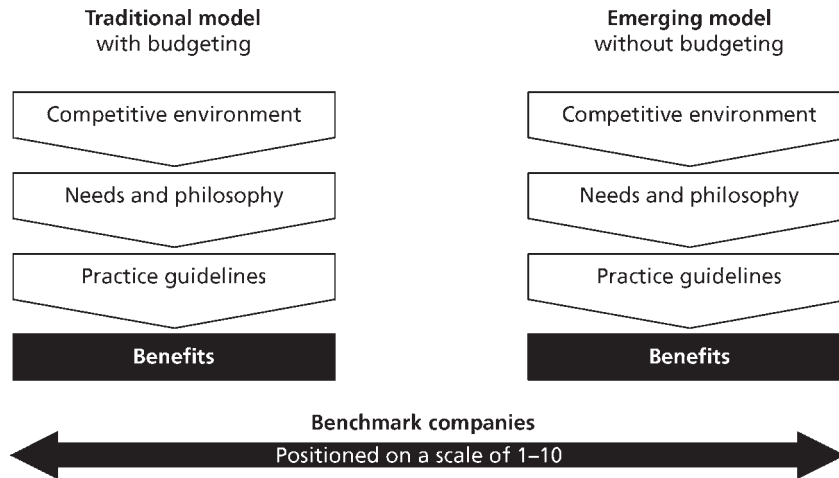 Traditional model
with budgeting
Competitive environment
Needs and philosophy
Practice guidelines
Benefits
Emerging model
without budgeting
Competitive environment
Needs and philosophy
Practice guidelines
Benefits
Benchmark companies
Positioned on a scale of 1–10